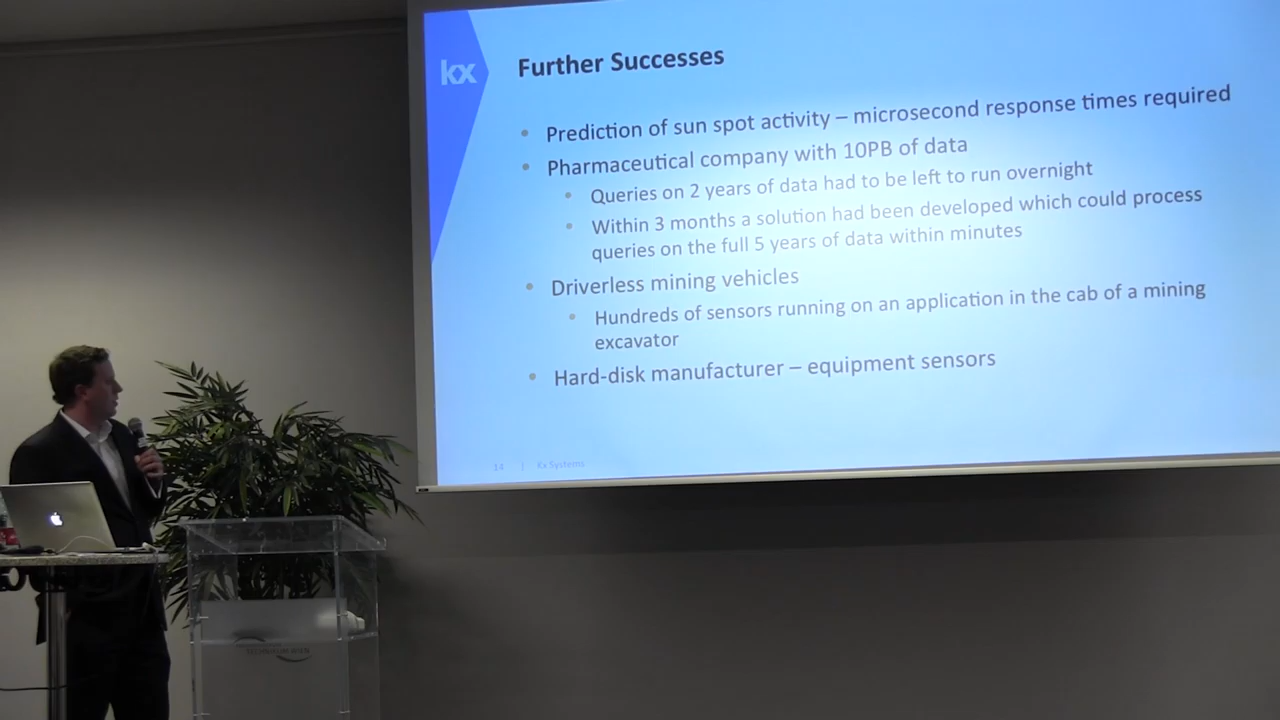 kx
Further Successes
• Prediction of sun spot activity – microsecond response times required
• Pharmaceutical company with 10PB of data
• Queries on 2 years of data had to be left to run overnight
• Within 3 months a solution had been developed which could process
queries on the full 5 years of data within minutes
• Driverless mining vehicles
• Hundreds of sensors running on an application in the cab of a mining
excavator
• Hard-disk manufacturer – equipment sensors
14 | Kx Systems
TECHNIKUM WIEN